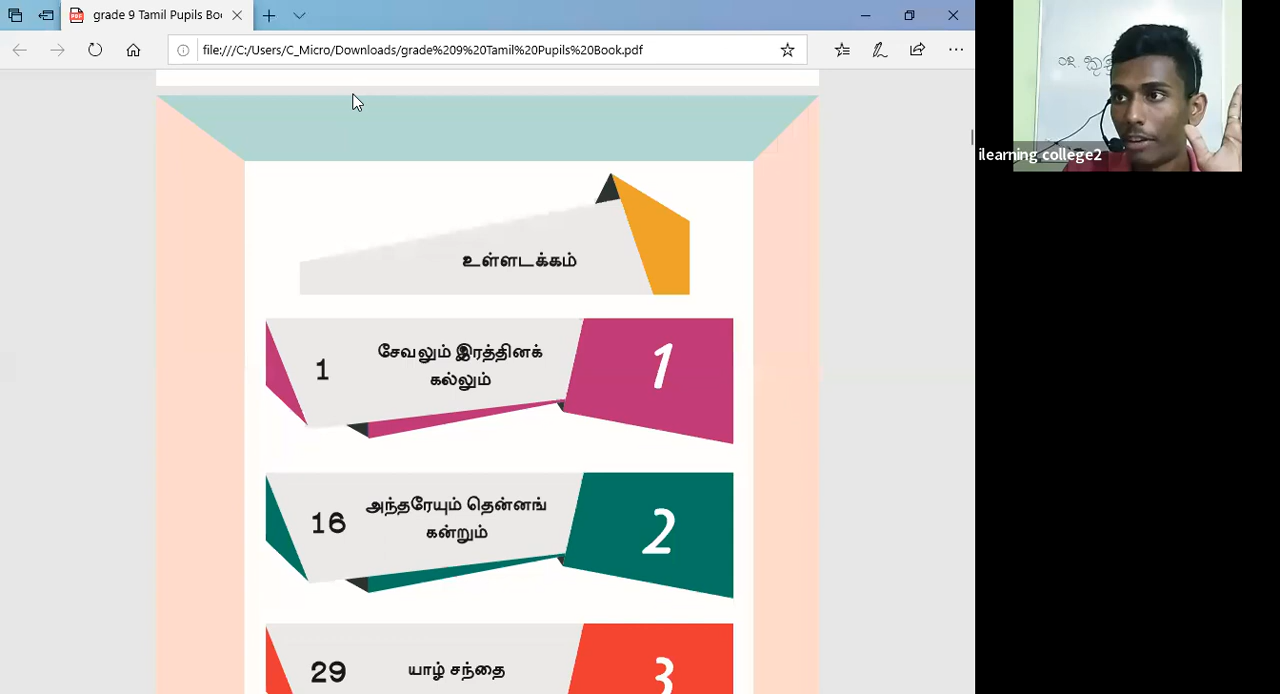 grade 9 Tamil Pupils Bo
file:///C:/Users/C_Micro/Downloads/grade%209%20Tamil%20Pupils%20Book.pdf
ilearning college2
உள்ளடக்கம்
1 சேவலும் இரத்தினக் 1
கல்லும்
16 அந்தரேயும் தென்னங் 2
கன்றும்
29 யாழ் சந்தை 3